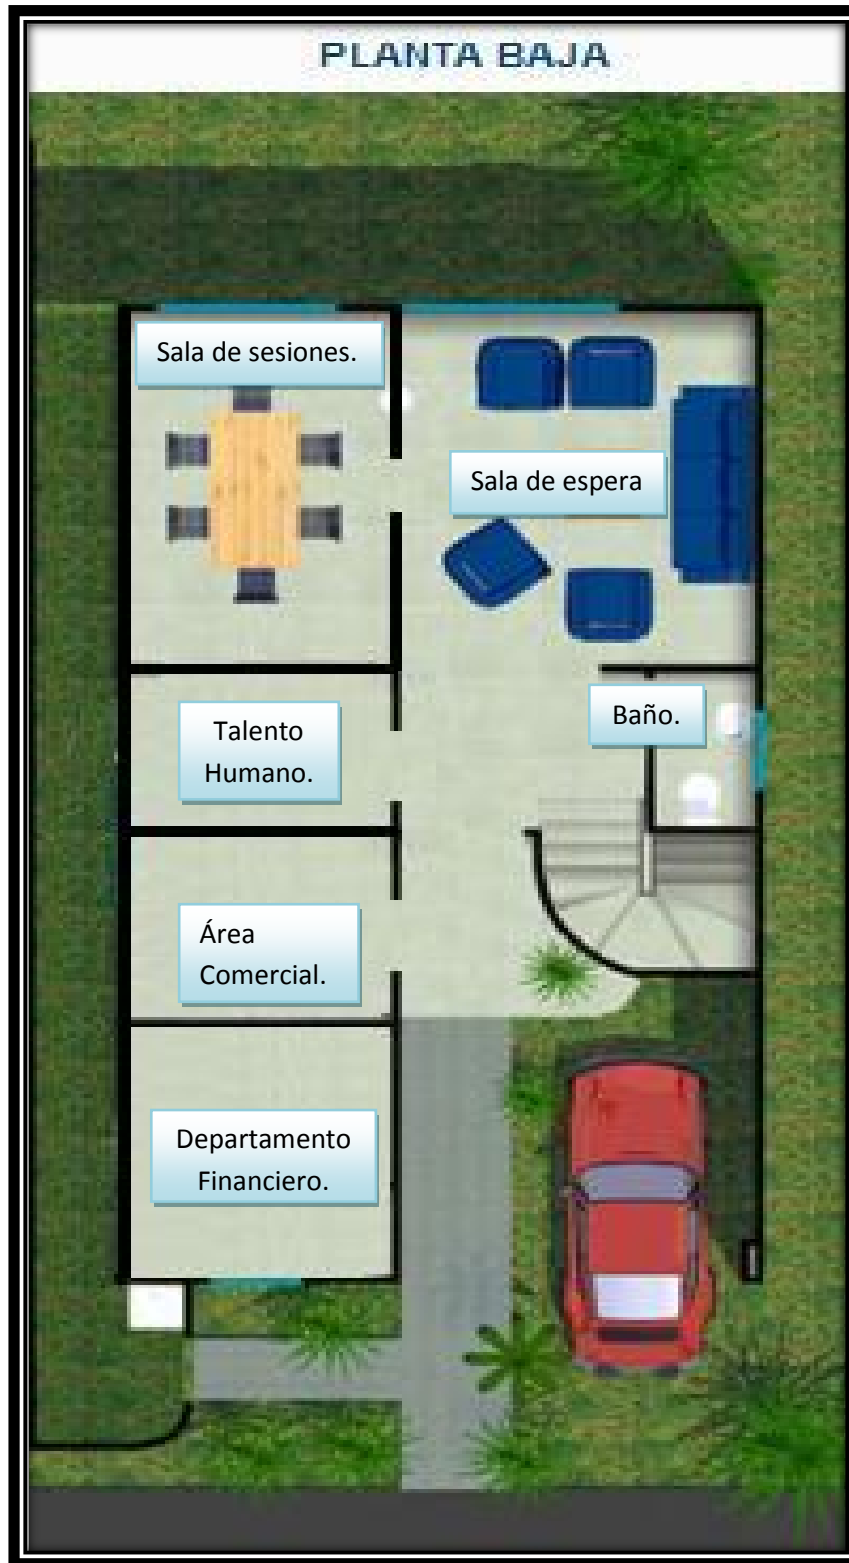 PLANTA BAJA
Sala de sesiones.
Sala de espera
Talento
Humano.
Baño.
Área
Comercial.
Departamento
Financiero.